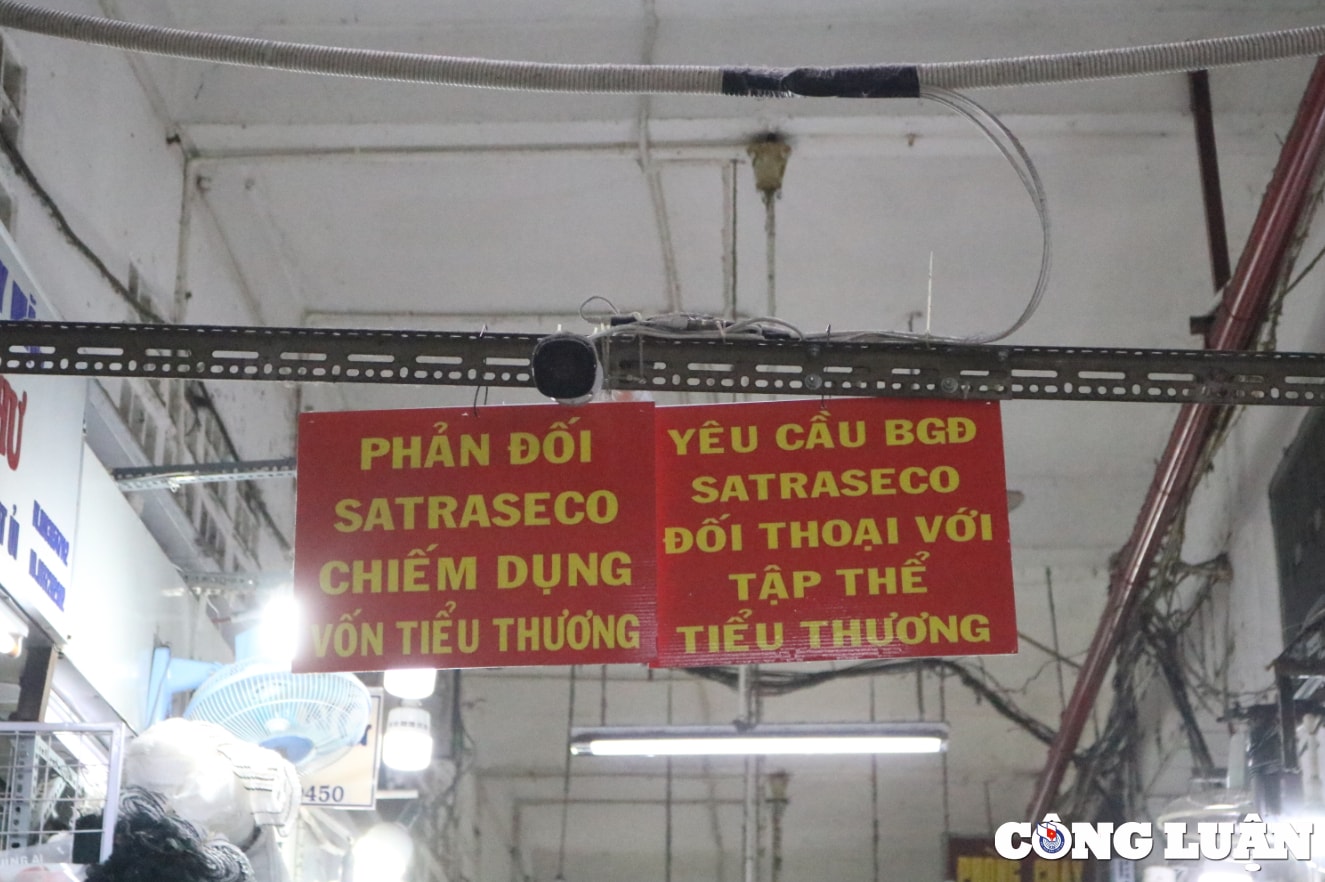 PHẢN ĐỐI
SATRASECO
CHIẾM DỤNG
VỐN TIỂU THƯƠNG
YÊU CẦU BGĐ
SATRASECO
ĐỐI THOẠI VỚI
TẬP THỂ
TIỂU THƯƠNG
450
CÔNG LUẬN